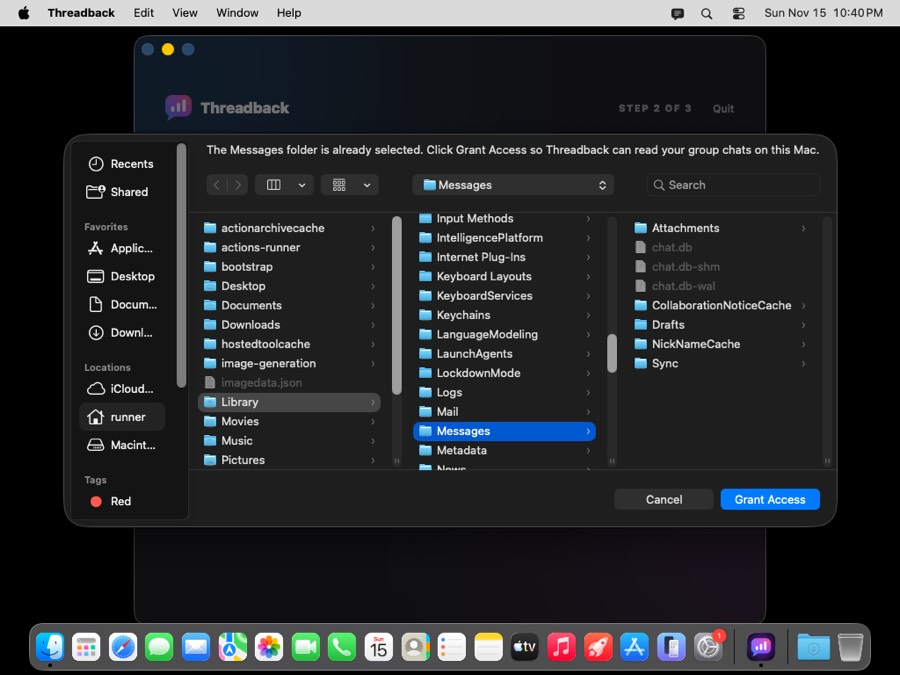 Threadback Edit View Window Help Sun Nov 15 10:40 PM
Threadback STEP 2 OF 3 Quit
The Messages folder is already selected. Click Grant Access so Threadback can read your group chats on this Mac.
Messages
Search
Recents
Shared
Favorites
Applic...
Desktop
Docum...
Downl...
Locations
iCloud...
runner
Macint...
Tags
Red
actionarchivecache
actions-runner
bootstrap
Desktop
Documents
Downloads
hostedtoolcache
image-generation
imagedata.json
Library
Movies
Music
Pictures
Input Methods
IntelligencePlatform
Internet Plug-Ins
Keyboard Layouts
KeyboardServices
Keychains
LanguageModeling
LaunchAgents
LockdownMode
Logs
Mail
Messages
Metadata
News
Attachments
chat.db
chat.db-shm
chat.db-wal
CollaborationNoticeCache
Drafts
NickNameCache
Sync
Cancel
Grant Access
Sun
15
tv
1